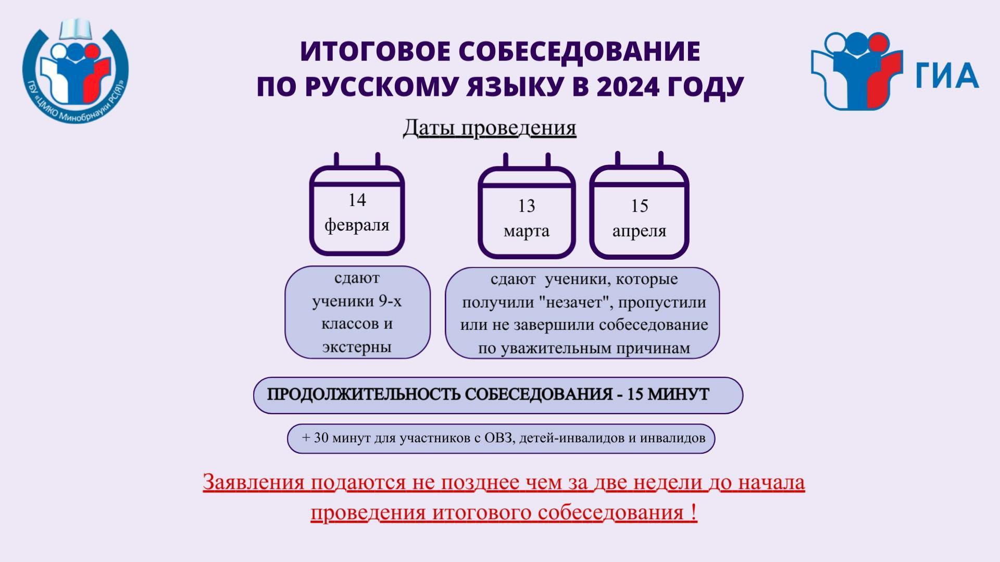 ГБУ «ЦМКО Минобрнауки РС(Я)»
ИТОГОВОЕ СОБЕСЕДОВАНИЕ
ПО РУССКОМУ ЯЗЫКУ В 2024 ГОДУ
ГИА
Даты проведения
14
февраля
13
марта
15
апреля
сдают
ученики 9-х
классов и
экстерны
сдают  ученики, которые
получили "незачет", пропустили
или не завершили собеседование
по уважительным причинам
ПРОДОЛЖИТЕЛЬНОСТЬ СОБЕСЕДОВАНИЯ - 15 МИНУТ
+ 30 минут для участников с ОВЗ, детей-инвалидов и инвалидов
Заявления подаются не позднее чем за две недели до начала
проведения итогового собеседования !